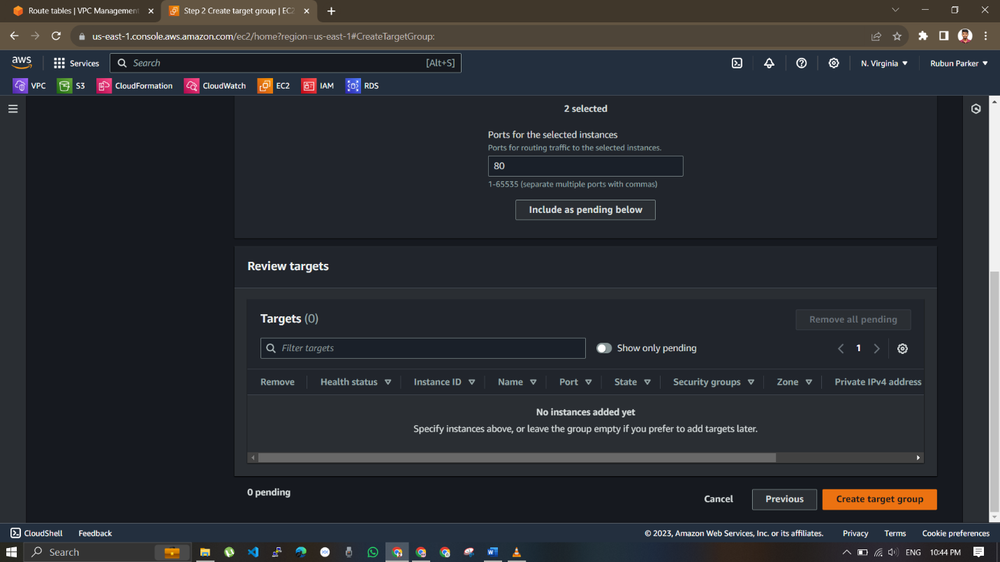 Route tables | VPC Management
Step 2 Create target group | EC2
us-east-1.console.aws.amazon.com/ec2/home?region=us-east-1#CreateTargetGroup:
aws
Services
Search
[Alt+S]
N. Virginia
Rubun Parker
VPC
S3
CloudFormation
CloudWatch
EC2
IAM
RDS
2 selected
Ports for the selected instances
Ports for routing traffic to the selected instances.
80
1-65535 (separate multiple ports with commas)
Include as pending below
Review targets
Targets (0)
Remove all pending
Filter targets
Show only pending
1
Remove
Health status
Instance ID
Name
Port
State
Security groups
Zone
Private IPv4 address
No instances added yet
Specify instances above, or leave the group empty if you prefer to add targets later.
0 pending
Cancel
Previous
Create target group
CloudShell
Feedback
© 2023, Amazon Web Services, Inc. or its affiliates.
Privacy
Terms
Cookie preferences
Search
ENG
10:44 PM